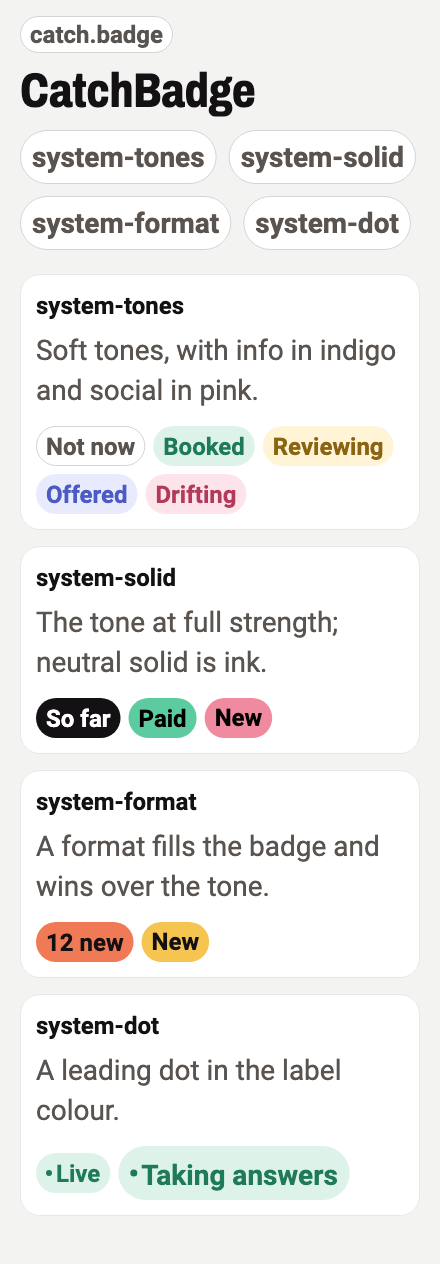 catch.badge
CatchBadge
system-tones system-solid
system-format system-dot
system-tones
Soft tones, with info in indigo
and social in pink.
Not now Booked Reviewing
Offered Drifting
system-solid
The tone at full strength;
neutral solid is ink.
So far Paid New
system-format
A format fills the badge and
wins over the tone.
12 new New
system-dot
A leading dot in the label
colour.
• Live • Taking answers